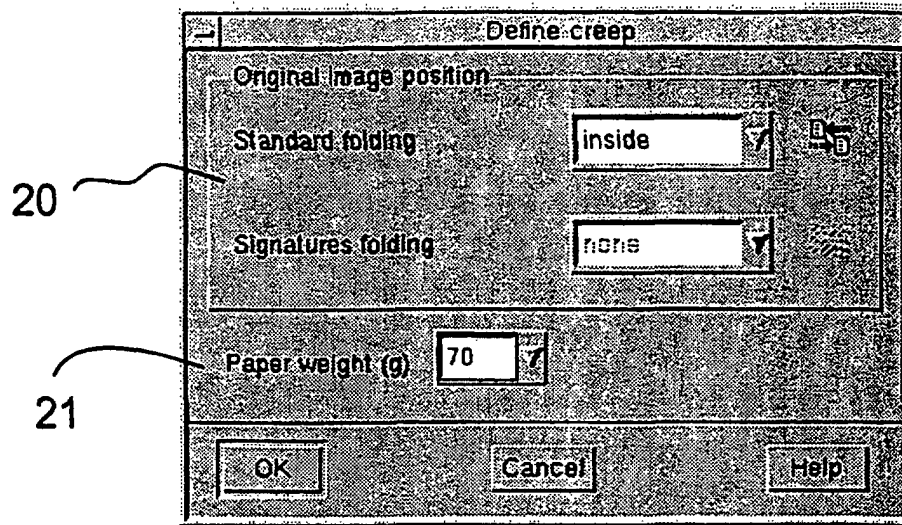 Define creep
Original image position
Standard folding inside
20
Signatures folding none
Paper weight (g) 70
21
OK Cancel Help